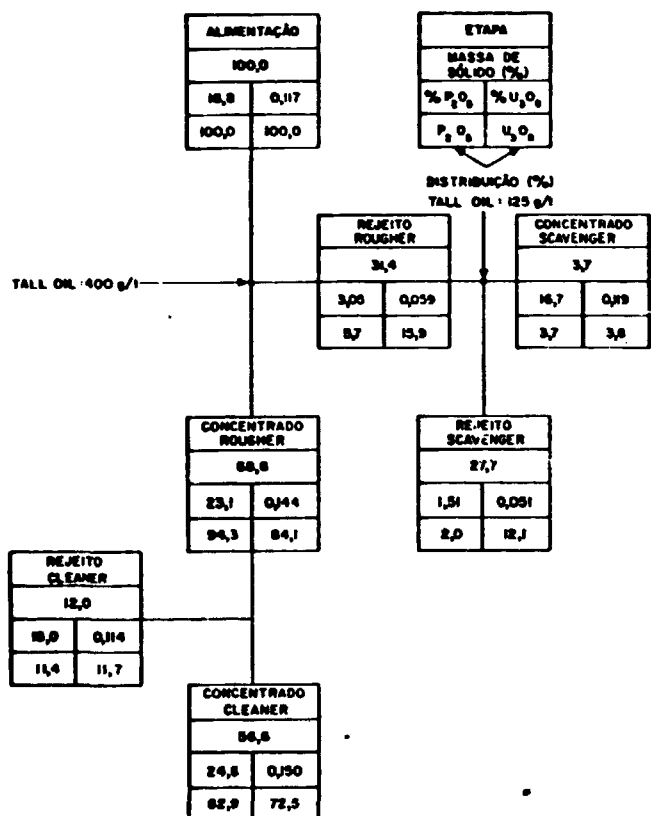 ALIMENTAÇÃO
100,0
16,8 0,117
100,0 100,0
ETAPA
MASSA DE
SÓLIDO (%)
% P₂O₅ % U₃O₈
P₂O₅ U₃O₈
DISTRIBUIÇÃO (%)
TALL OIL : 125 g/t
TALL OIL : 400 g/t
REJEITO
ROUGHER
31,4
3,05 0,059
5,7 15,9
CONCENTRADO
SCAVENGER
3,7
16,7 0,119
3,7 3,8
CONCENTRADO
ROUGHER
68,6
23,1 0,144
94,3 84,1
REJEITO
SCAVENGER
27,7
1,51 0,051
2,0 12,1
REJEITO
CLEANER
12,0
16,0 0,114
11,4 11,7
CONCENTRADO
CLEANER
56,6
24,6 0,150
82,9 72,5